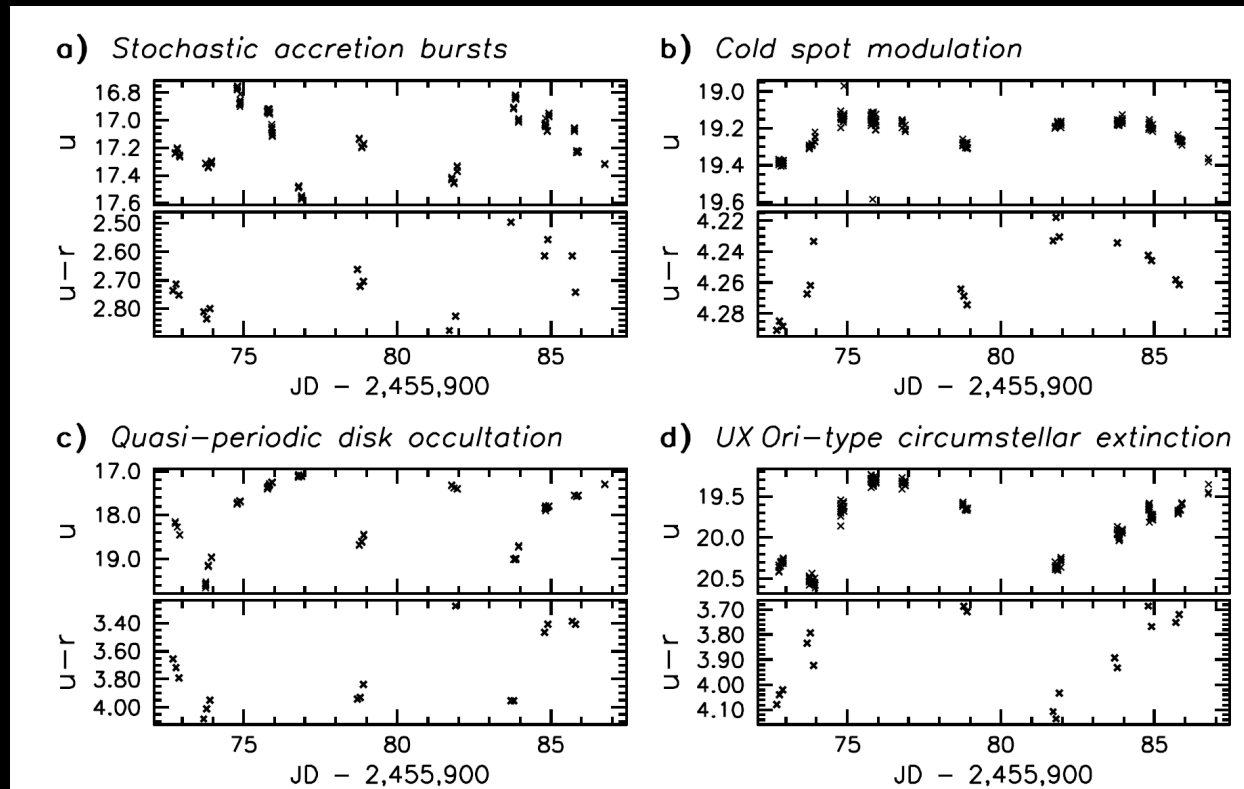 a) Stochastic accretion bursts
u
16.8
17.0
17.2
17.4
17.6
u-r
2.50
2.60
2.70
2.80
75 80 85
JD - 2,455,900
b) Cold spot modulation
u
19.0
19.2
19.4
19.6
u-r
4.22
4.24
4.26
4.28
75 80 85
JD - 2,455,900
c) Quasi-periodic disk occultation
u
17.0
18.0
19.0
u-r
3.40
3.60
3.80
4.00
75 80 85
JD - 2,455,900
d) UX Ori-type circumstellar extinction
u
19.5
20.0
20.5
u-r
3.70
3.80
3.90
4.00
4.10
75 80 85
JD - 2,455,900